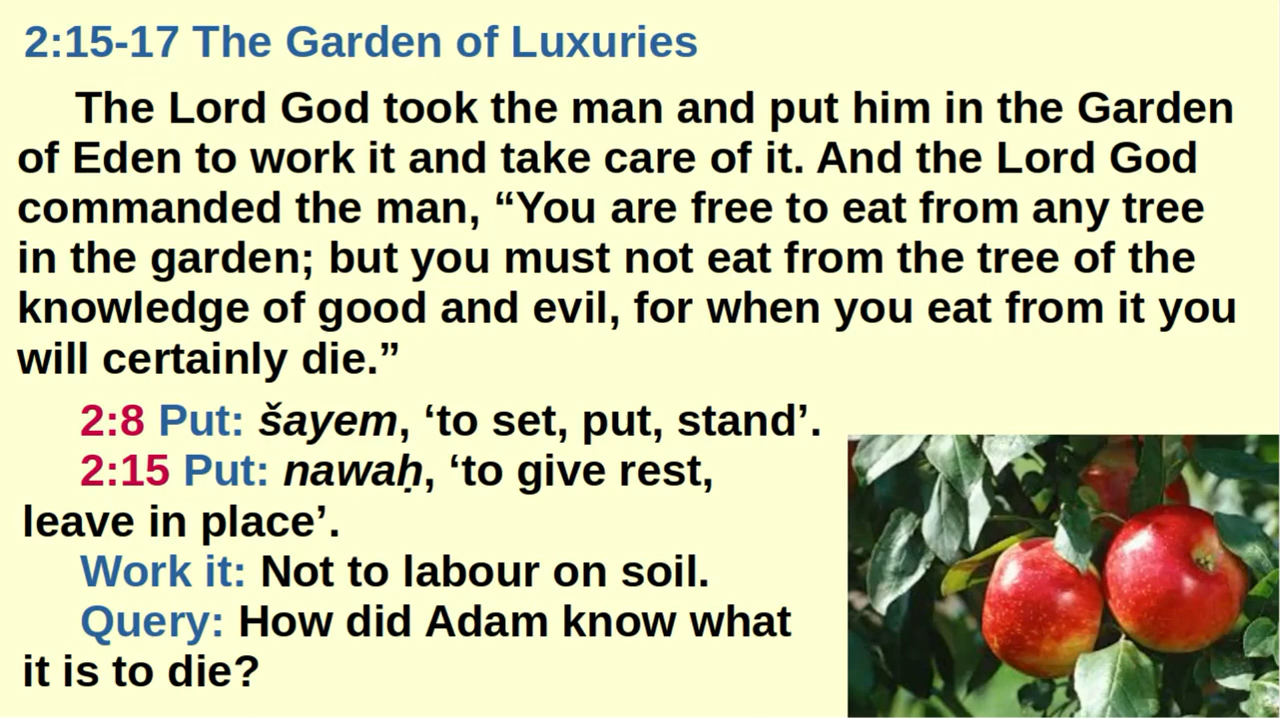 2:15-17 The Garden of Luxuries
The Lord God took the man and put him in the Garden
of Eden to work it and take care of it. And the Lord God
commanded the man, “You are free to eat from any tree
in the garden; but you must not eat from the tree of the
knowledge of good and evil, for when you eat from it you
will certainly die.”
2:8 Put: šayem, ‘to set, put, stand’.
2:15 Put: nawaḥ, ‘to give rest,
leave in place’.
Work it: Not to labour on soil.
Query: How did Adam know what
it is to die?